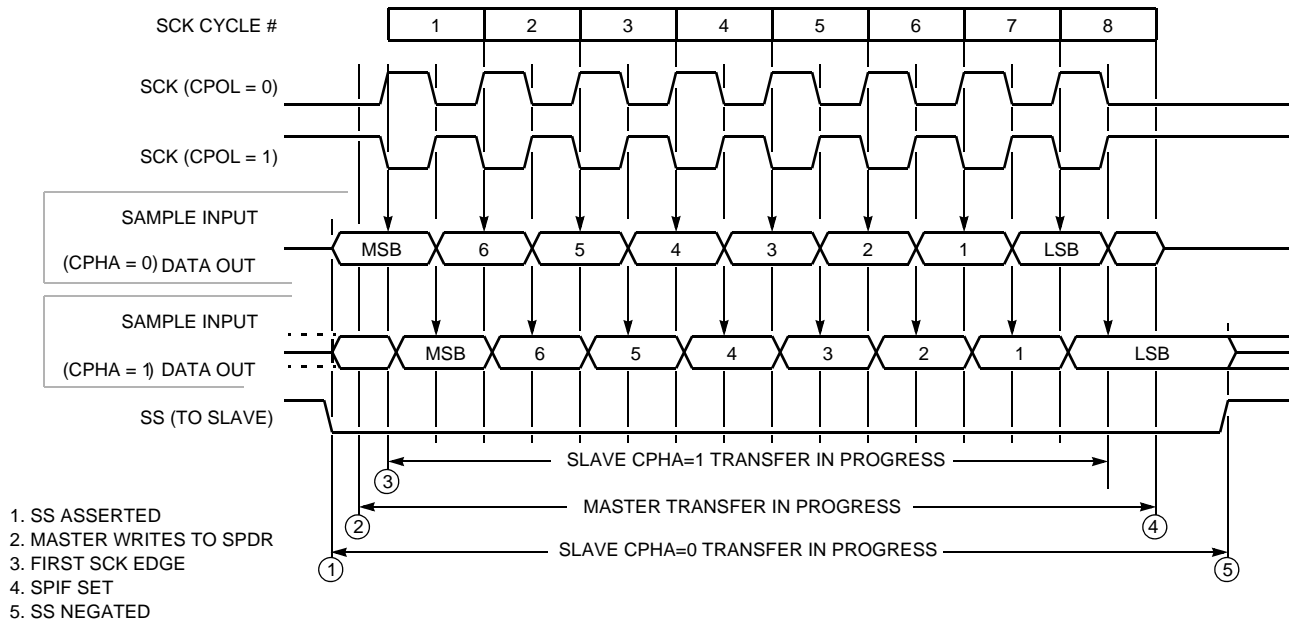 SCK CYCLE # 1 2 3 4 5 6 7 8
SCK (CPOL = 0)
SCK (CPOL = 1)
SAMPLE INPUT
(CPHA = 0) DATA OUT MSB 6 5 4 3 2 1 LSB
SAMPLE INPUT
(CPHA = 1) DATA OUT MSB 6 5 4 3 2 1 LSB
SS (TO SLAVE)
SLAVE CPHA=1 TRANSFER IN PROGRESS
3
MASTER TRANSFER IN PROGRESS
2 4
SLAVE CPHA=0 TRANSFER IN PROGRESS
1 5
1. SS ASSERTED
2. MASTER WRITES TO SPDR
3. FIRST SCK EDGE
4. SPIF SET
5. SS NEGATED